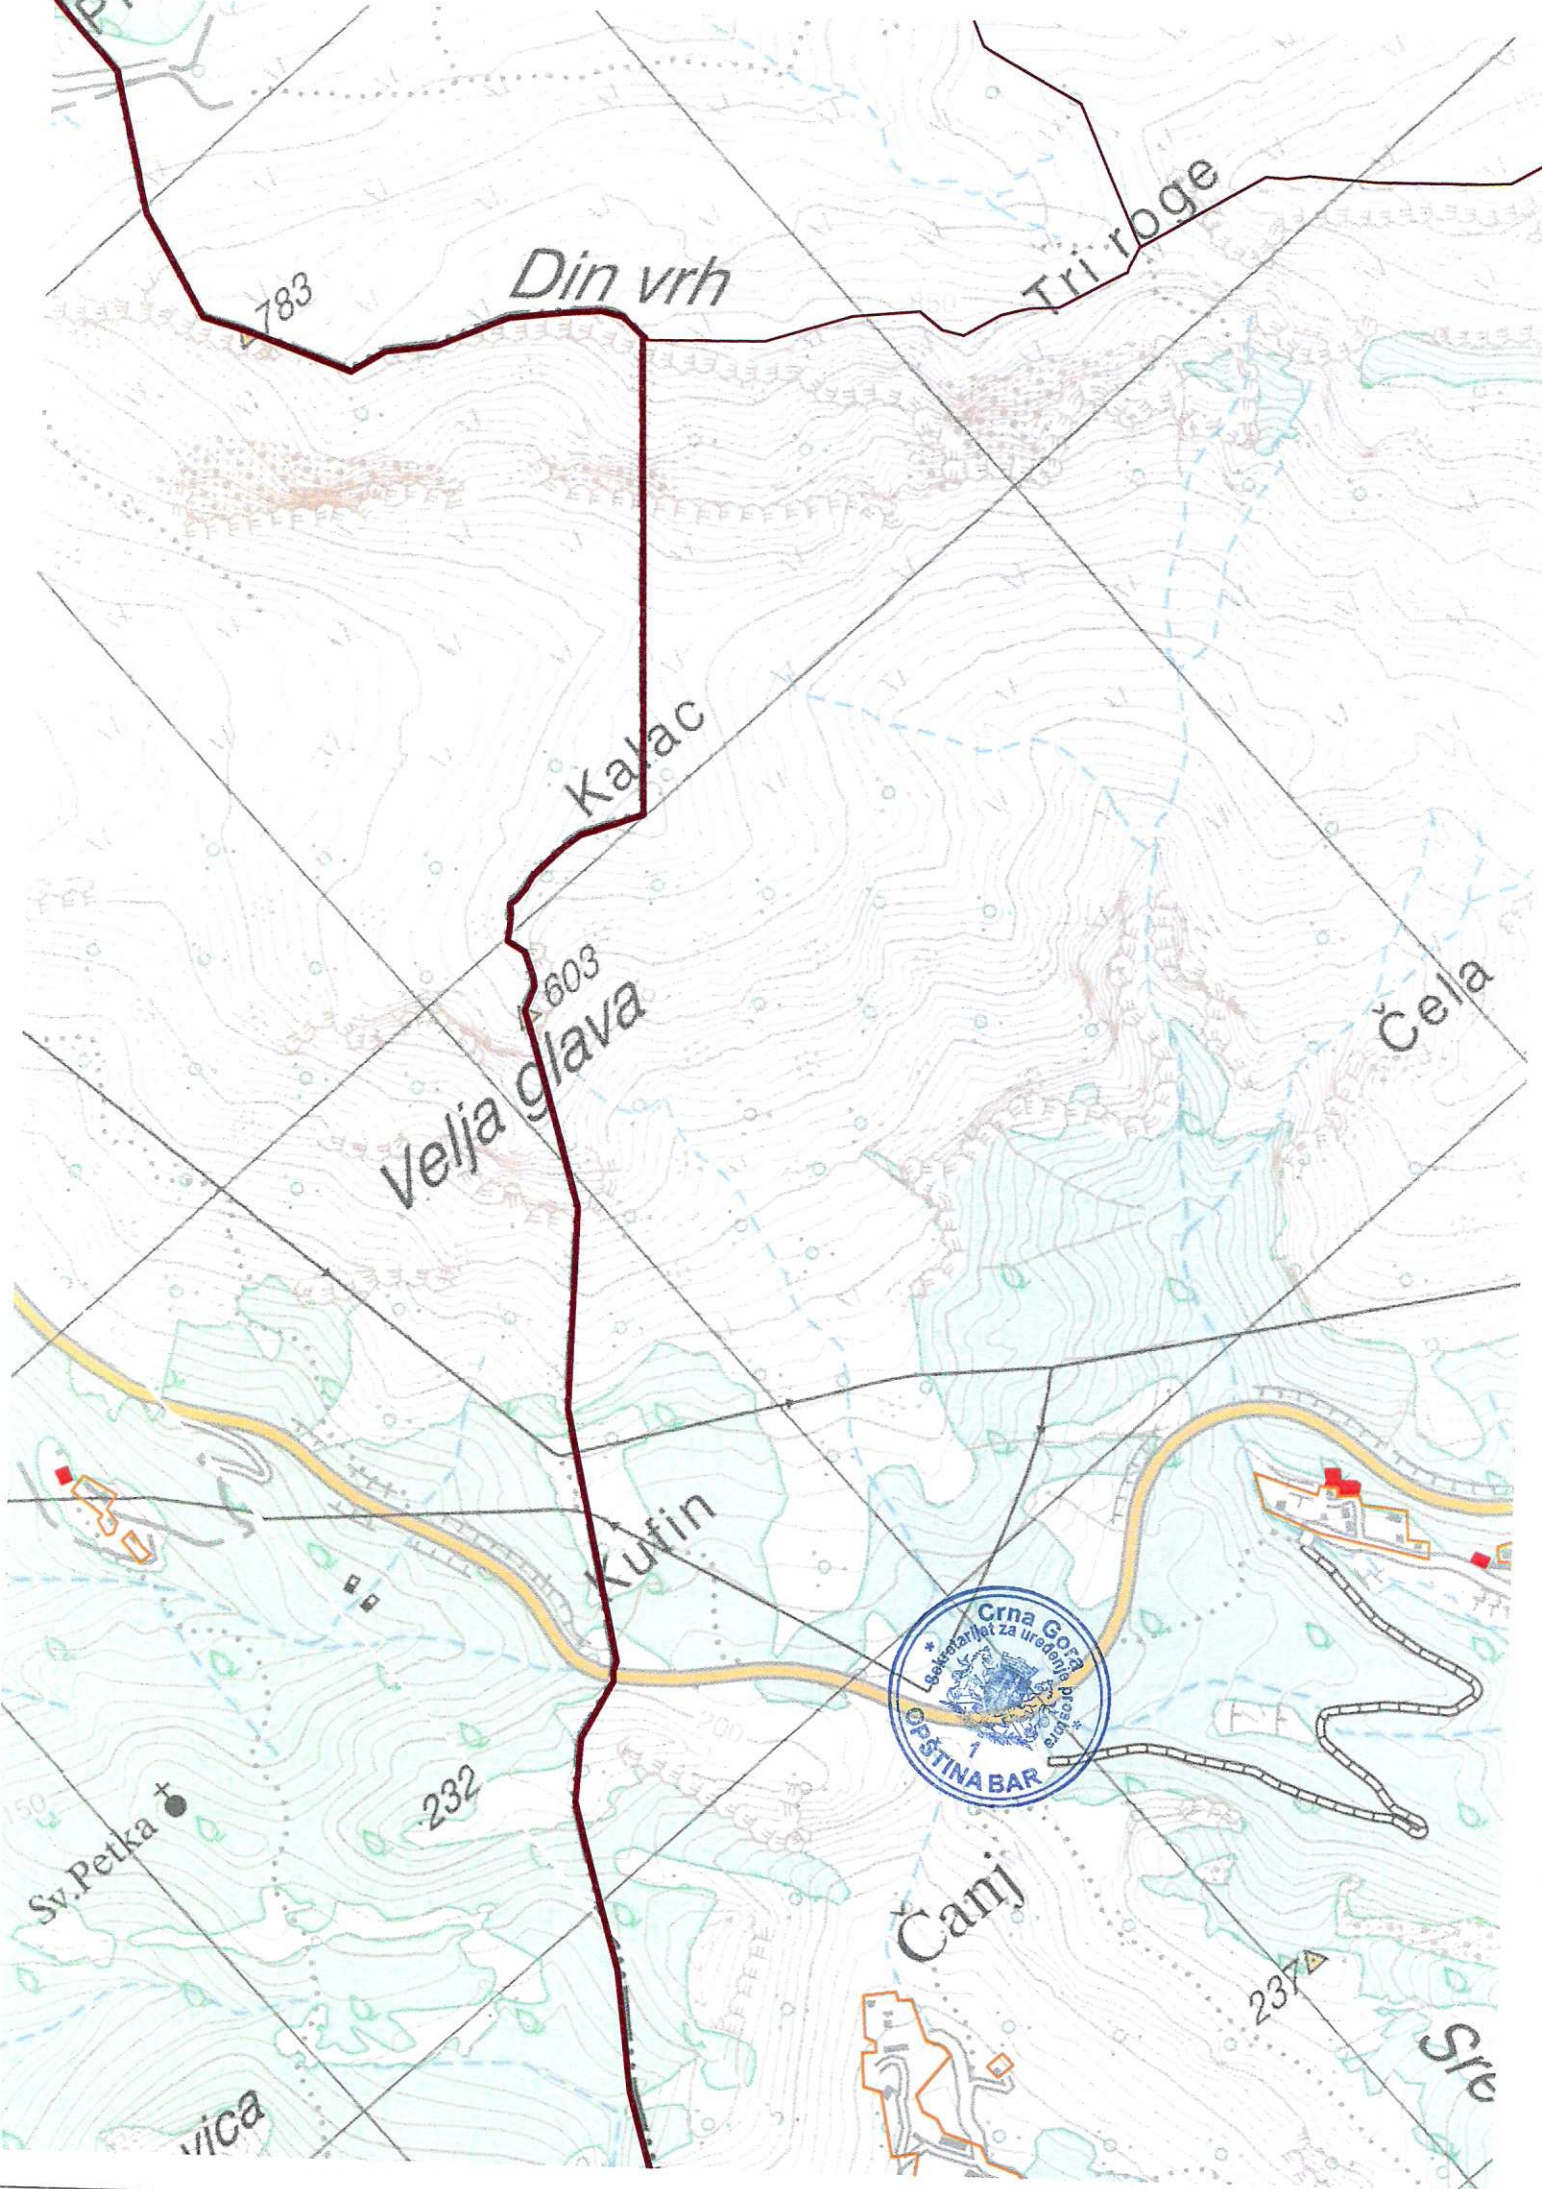 Din vrh
783
Tri roge
Kalac
603
Velja glava
Čela
Kufin
Crna Gora
Sekretarijat za uređenje prostora
1
OPŠTINA BAR
232
Sv.Petka
Čanj
237
vica